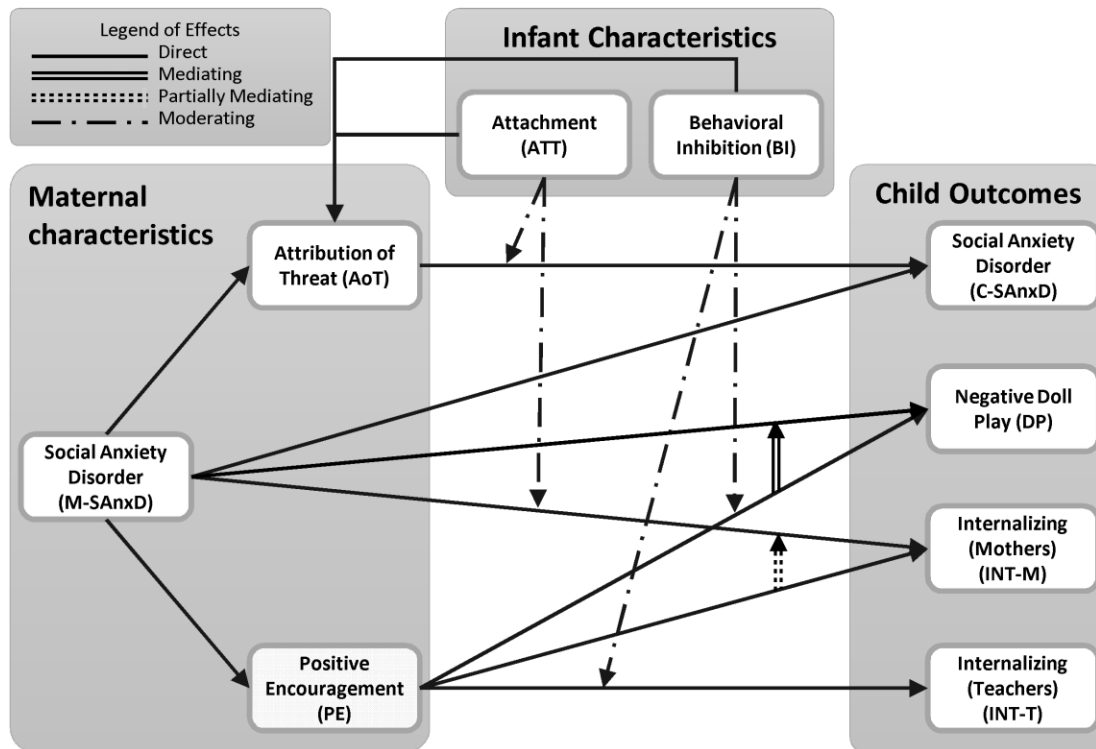 Legend of Effects
Direct
Mediating
Partially Mediating
Moderating
Infant Characteristics
Attachment
(ATT)
Behavioral
Inhibition (BI)
Maternal
characteristics
Attribution of
Threat (AoT)
Social Anxiety
Disorder
(M-SAnxD)
Positive
Encouragement
(PE)
Child Outcomes
Social Anxiety
Disorder
(C-SAnxD)
Negative Doll
Play (DP)
Internalizing
(Mothers)
(INT-M)
Internalizing
(Teachers)
(INT-T)